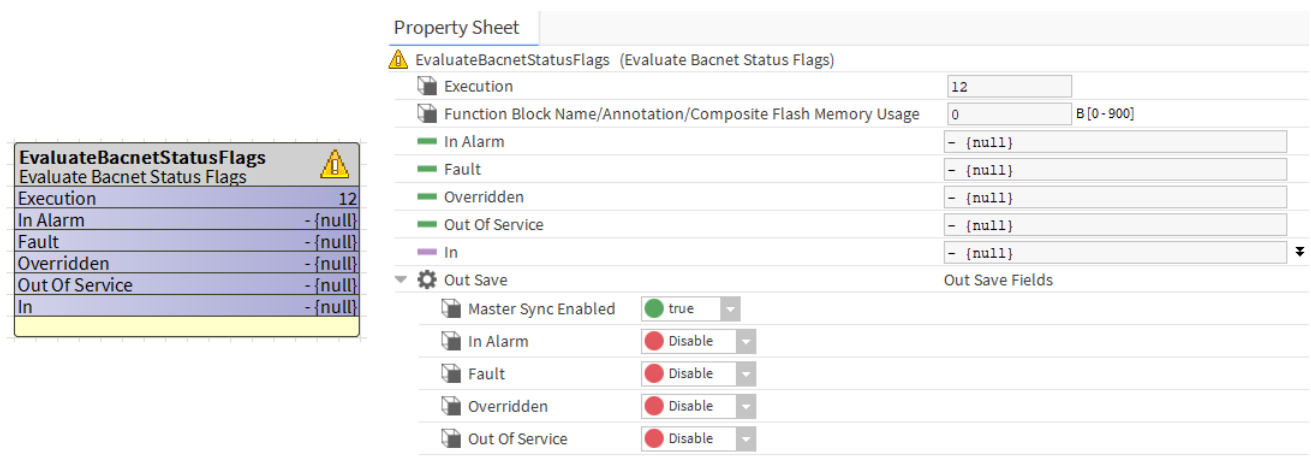 EvaluateBacnetStatusFlags
Evaluate Bacnet Status Flags
Execution 12
In Alarm - {null}
Fault - {null}
Overridden - {null}
Out Of Service - {null}
In - {null}
Property Sheet
EvaluateBacnetStatusFlags (Evaluate Bacnet Status Flags)
Execution 12
Function Block Name/Annotation/Composite Flash Memory Usage 0 B [0 - 900]
In Alarm - {null}
Fault - {null}
Overridden - {null}
Out Of Service - {null}
In - {null}
Out Save Out Save Fields
Master Sync Enabled true
In Alarm Disable
Fault Disable
Overridden Disable
Out Of Service Disable